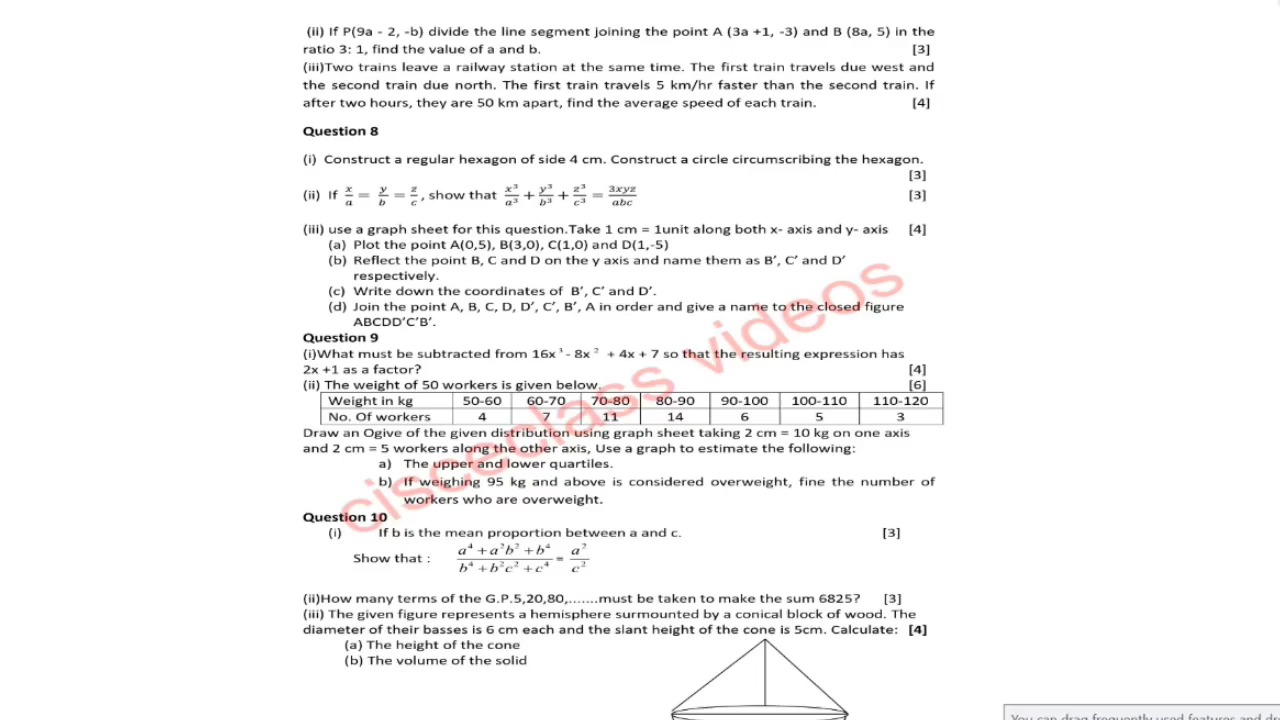 (ii) If P(9a - 2, -b) divide the line segment joining the point A (3a +1, -3) and B (8a, 5) in the
ratio 3: 1, find the value of a and b. [3]
(iii)Two trains leave a railway station at the same time. The first train travels due west and
the second train due north. The first train travels 5 km/hr faster than the second train. If
after two hours, they are 50 km apart, find the average speed of each train. [4]
Question 8
(i) Construct a regular hexagon of side 4 cm. Construct a circle circumscribing the hexagon.
[3]
(ii) If x/a = y/b = z/c, show that x³/a³ + y³/b³ + z³/c³ = 3xyz/abc [3]
(iii) use a graph sheet for this question.Take 1 cm = 1unit along both x- axis and y- axis [4]
(a) Plot the point A(0,5), B(3,0), C(1,0) and D(1,-5)
(b) Reflect the point B, C and D on the y axis and name them as B′, C′ and D′
respectively.
(c) Write down the coordinates of B′, C′ and D′.
(d) Join the point A, B, C, D, D′, C′, B′, A in order and give a name to the closed figure
ABCDD′C′B′.
Question 9
(i)What must be subtracted from 16x³ - 8x² + 4x + 7 so that the resulting expression has
2x +1 as a factor? [4]
(ii) The weight of 50 workers is given below. [6]
Weight in kg 50-60 60-70 70-80 80-90 90-100 100-110 110-120
No. Of workers 4 7 11 14 6 5 3
Draw an Ogive of the given distribution using graph sheet taking 2 cm = 10 kg on one axis
and 2 cm = 5 workers along the other axis, Use a graph to estimate the following:
a) The upper and lower quartiles.
b) If weighing 95 kg and above is considered overweight, fine the number of
workers who are overweight.
Question 10
(i) If b is the mean proportion between a and c. [3]
Show that : a⁴ + a²b² + b⁴ / b⁴ + b²c² + c⁴ = a²/c²
(ii)How many terms of the G.P.5,20,80,.......must be taken to make the sum 6825? [3]
(iii) The given figure represents a hemisphere surmounted by a conical block of wood. The
diameter of their basses is 6 cm each and the slant height of the cone is 5cm. Calculate: [4]
(a) The height of the cone
(b) The volume of the solid
cisceclass videos